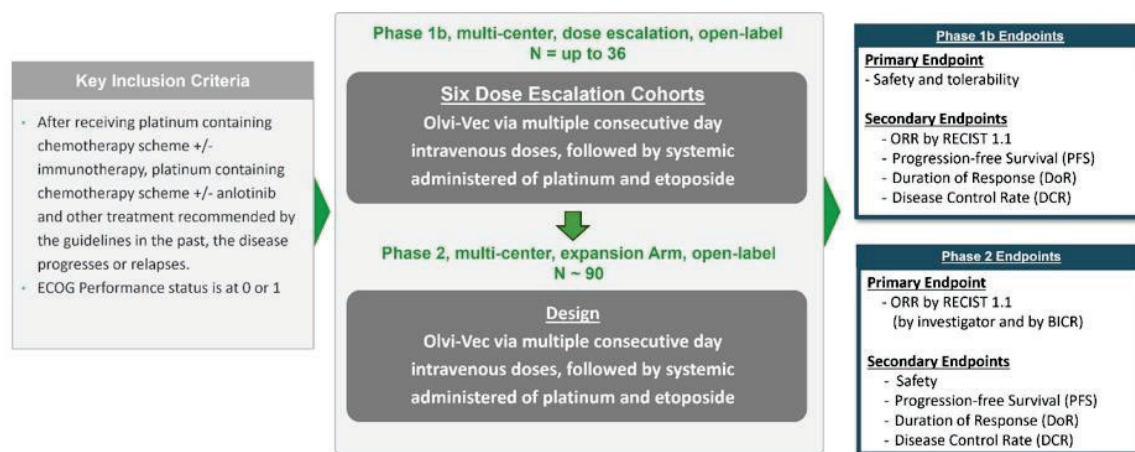 Key Inclusion Criteria
• After receiving platinum containing
chemotherapy scheme +/-
immunotherapy, platinum containing
chemotherapy scheme +/- anlotinib
and other treatment recommended by
the guidelines in the past, the disease
progresses or relapses.
• ECOG Performance status is at 0 or 1
Phase 1b, multi-center, dose escalation, open-label
N = up to 36
Six Dose Escalation Cohorts
Olvi-Vec via multiple consecutive day
intravenous doses, followed by systemic
administered of platinum and etoposide
Phase 2, multi-center, expansion Arm, open-label
N ~ 90
Design
Olvi-Vec via multiple consecutive day
intravenous doses, followed by systemic
administered of platinum and etoposide
Phase 1b Endpoints
Primary Endpoint
- Safety and tolerability
Secondary Endpoints
- ORR by RECIST 1.1
- Progression-free Survival (PFS)
- Duration of Response (DoR)
- Disease Control Rate (DCR)
Phase 2 Endpoints
Primary Endpoint
- ORR by RECIST 1.1
(by investigator and by BICR)
Secondary Endpoints
- Safety
- Progression-free Survival (PFS)
- Duration of Response (DoR)
- Disease Control Rate (DCR)